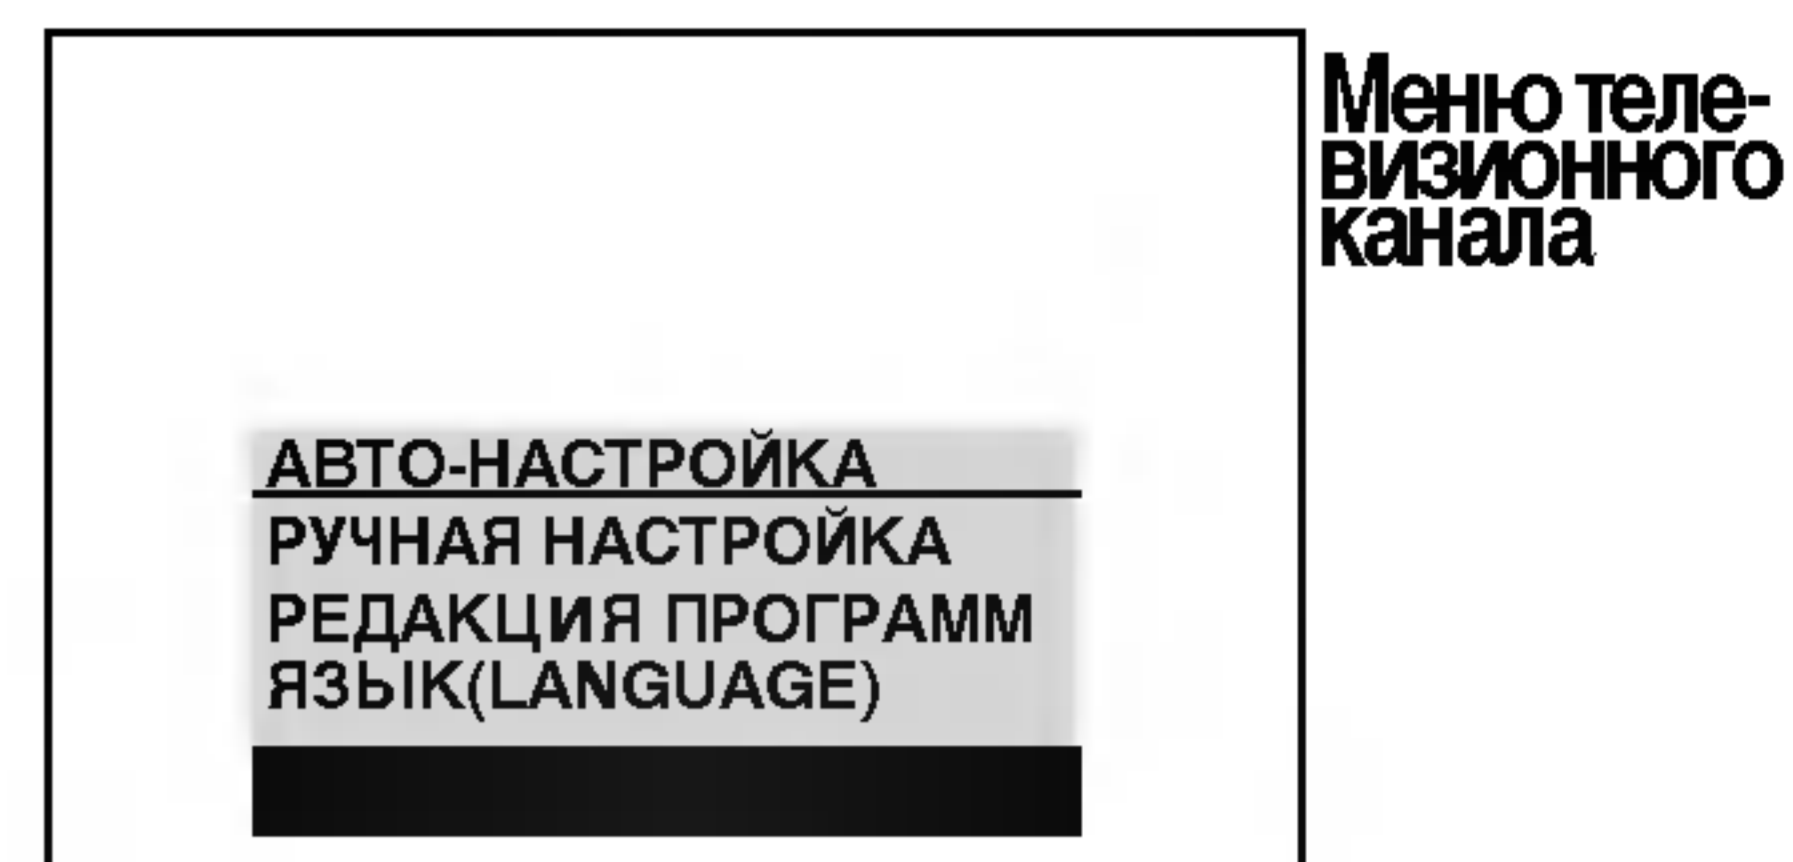 Меню теле-
визионного
канала
АВТО-НАСТРОЙКА
РУЧНАЯ НАСТРОЙКА
РЕДАКЦИЯ ПРОГРАММ
ЯЗЫК(LANGUAGE)